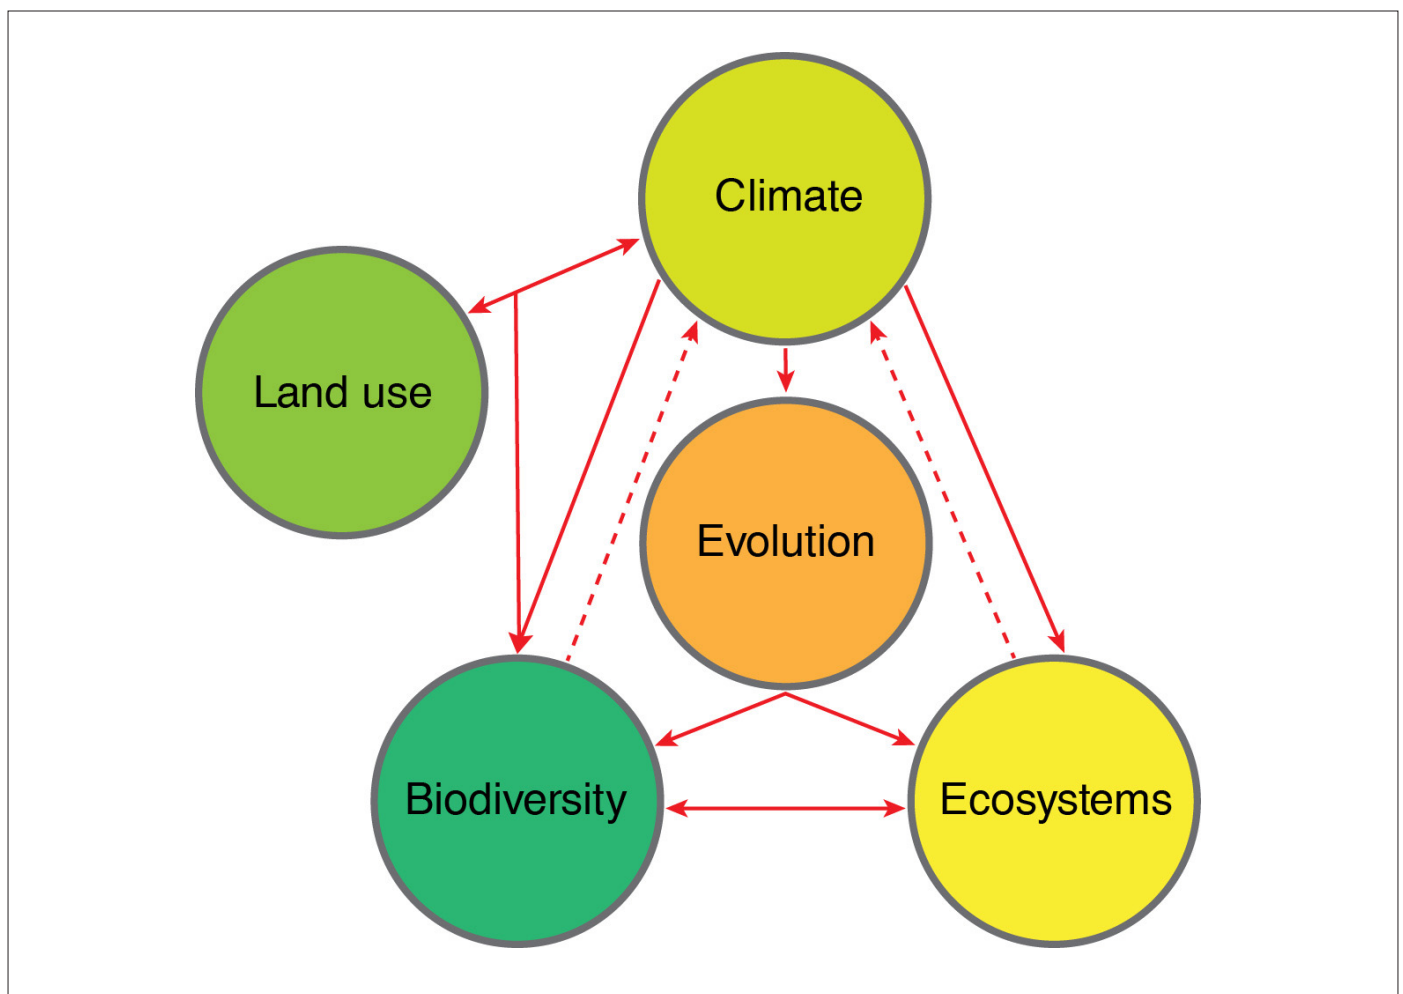 Climate
Land use
Evolution
Biodiversity
Ecosystems